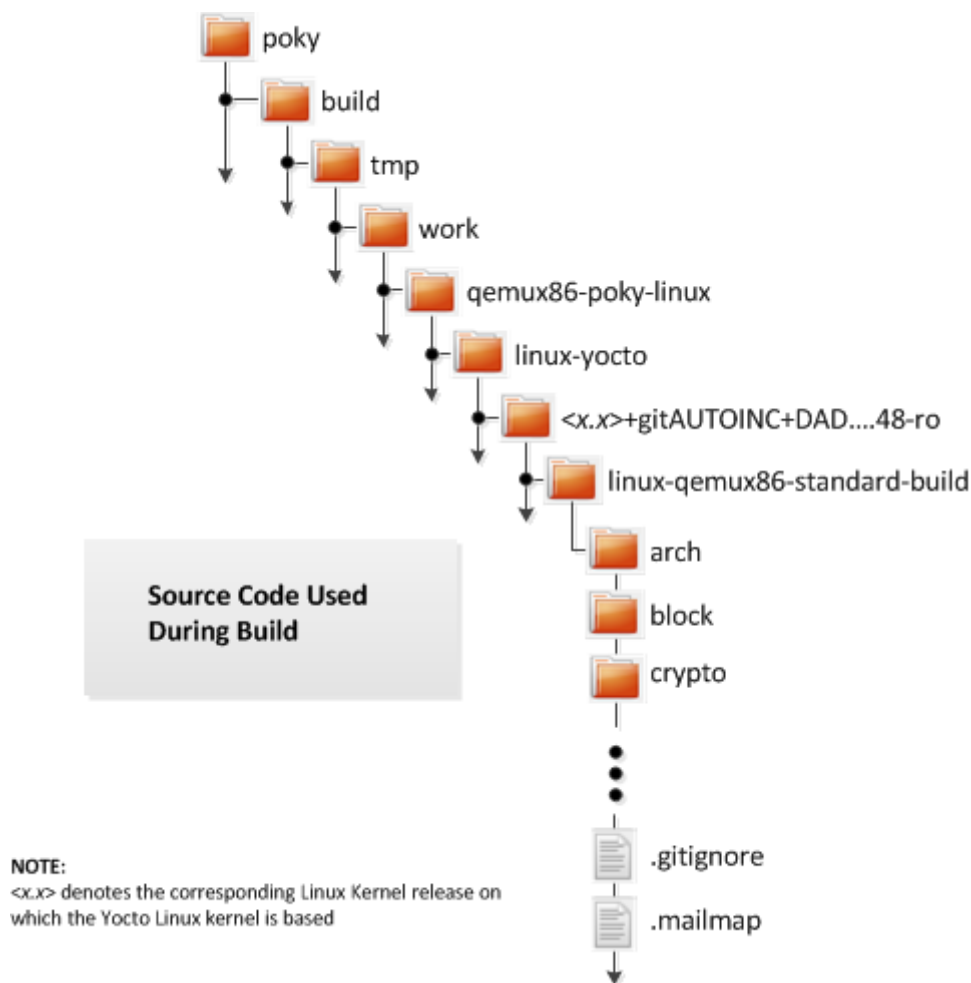 poky
build
tmp
work
qemux86-poky-linux
linux-yocto
<x.x>+gitAUTOINC+DAD....48-ro
linux-qemux86-standard-build
arch
Source Code Used
During Build
block
crypto
.gitignore
NOTE:
<x.x> denotes the corresponding Linux Kernel release on
which the Yocto Linux kernel is based
.mailmap